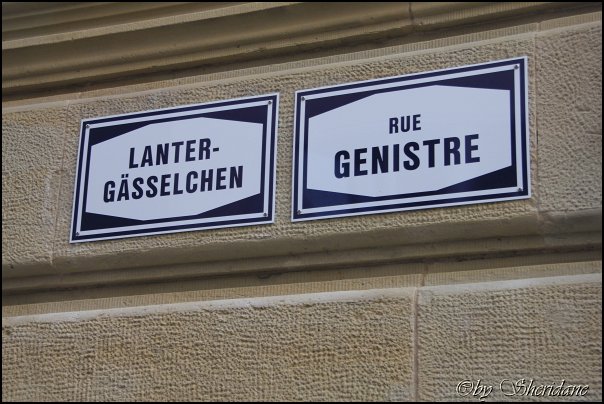 LANTER-
GÄSSELCHEN
RUE
GENISTRE
©by Sheridane